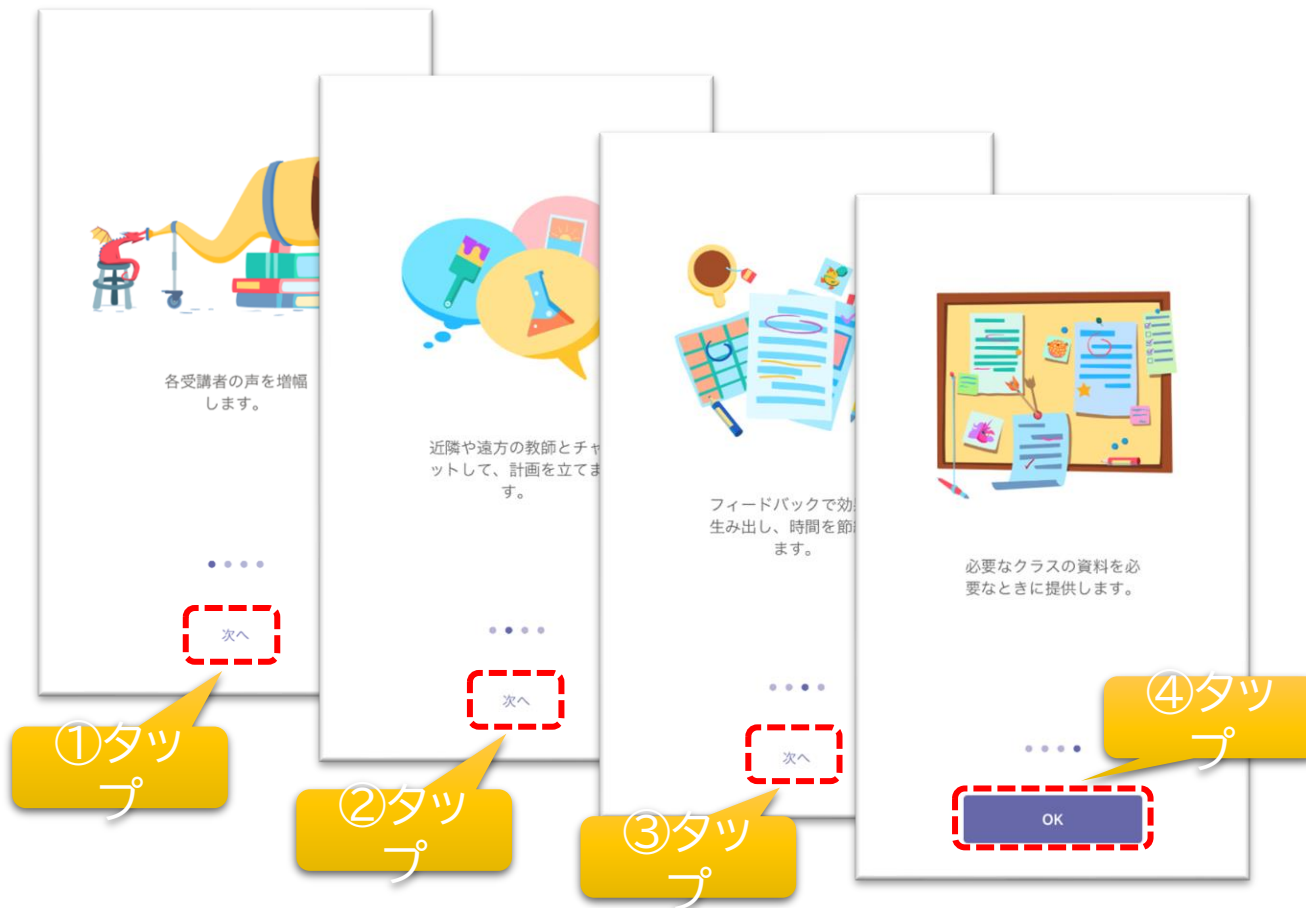 各受講者の声を増幅
します。
次へ
①タッ
プ
近隣や遠方の教師とチャ
ットして、計画を立てま
す。
次へ
②タッ
プ
フィードバックで効
生み出し、時間を節
ます。
次へ
③タッ
プ
必要なクラスの資料を必
要なときに提供します。
④タッ
プ
OK